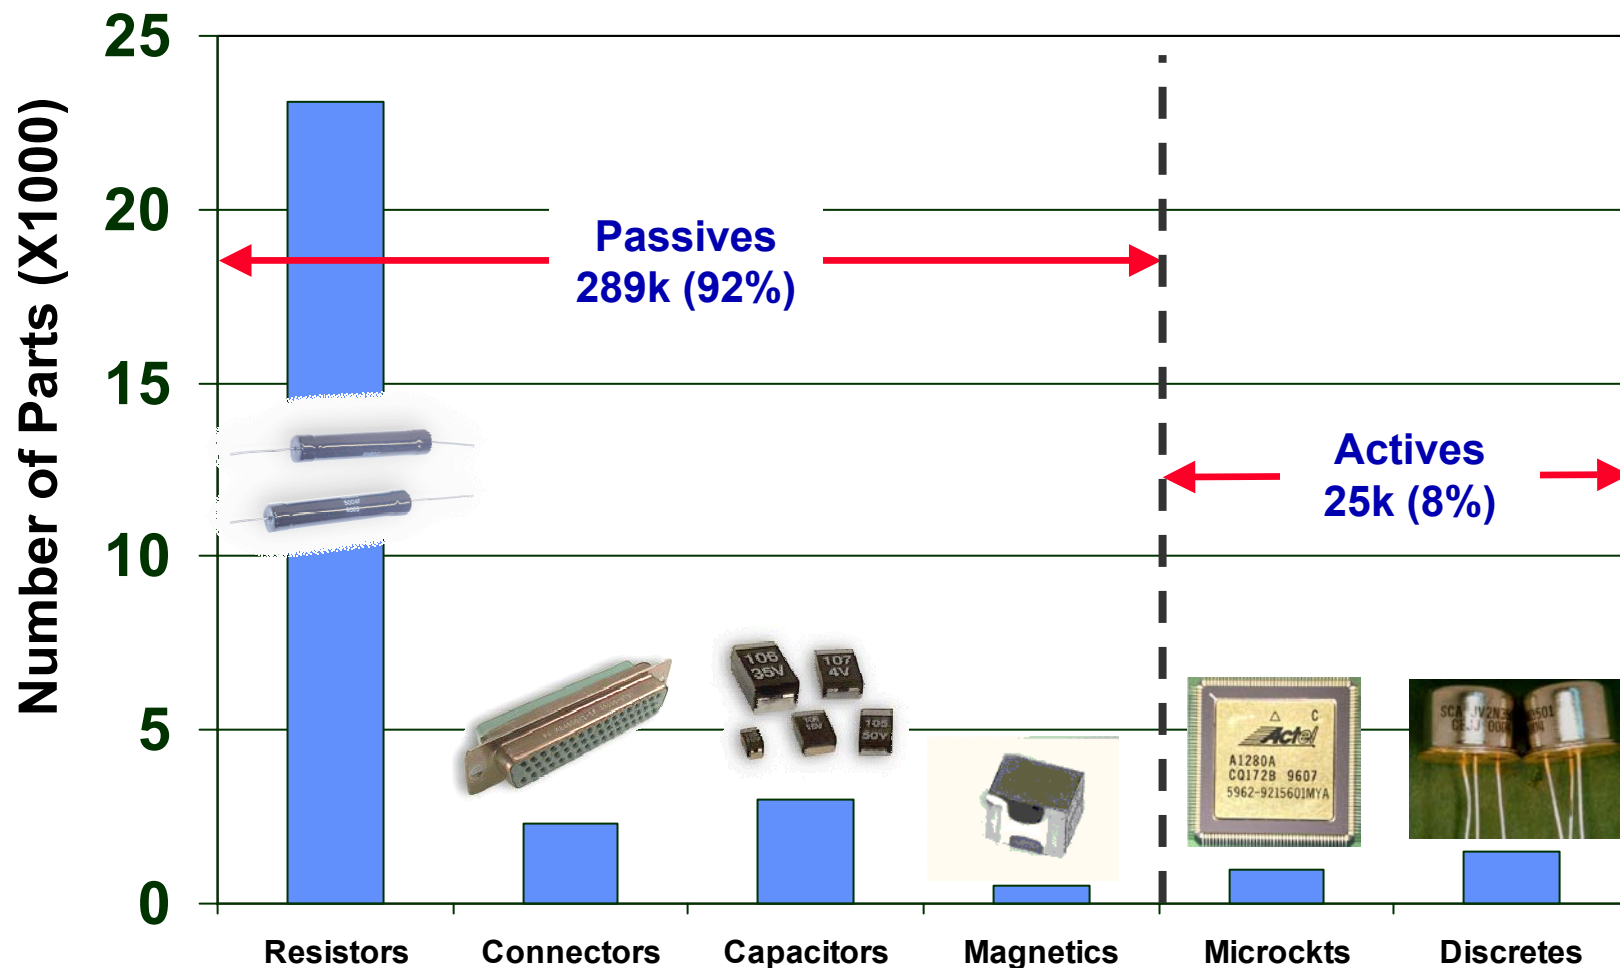 Number of Parts (X1000)
25
20
15
10
5
0
Passives
289k (92%)
Actives
25k (8%)
106
35V
107
4V
105
50V
△ C
Actel
A1280A
CQ172B 9607
5962-9215601MYA
Resistors
Connectors
Capacitors
Magnetics
Microckts
Discretes